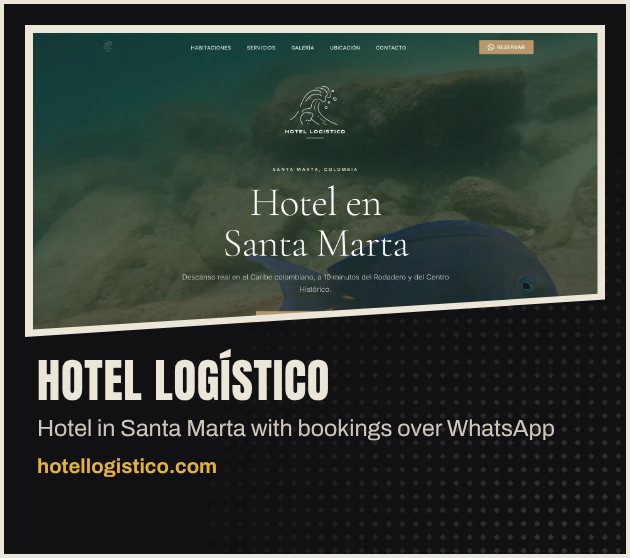 HABITACIONES SERVICIOS GALERÍA UBICACIÓN CONTACTO RESERVAR
HOTEL LOGISTICO
SANTA MARTA, COLOMBIA
Hotel en
Santa Marta
Descanso real en el Caribe colombiano, a 10 minutos del Rodadero y del Centro
Histórico.
HOTEL LOGÍSTICO
Hotel in Santa Marta with bookings over WhatsApp
hotellogistico.com